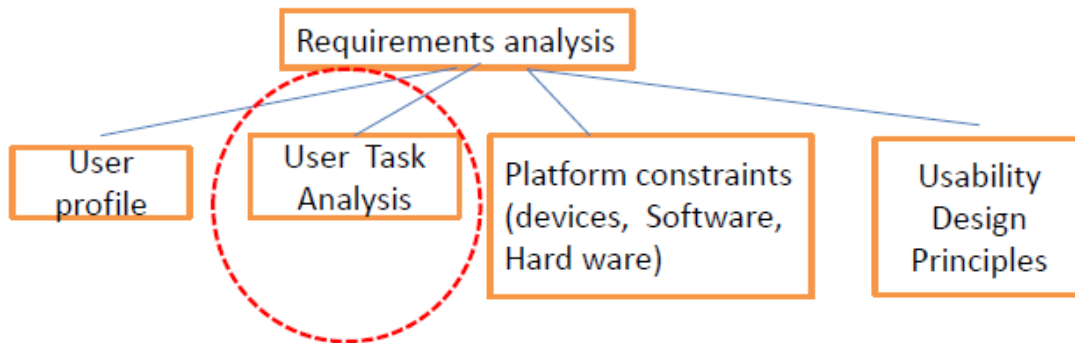 Requirements analysis
User
profile
User Task
Analysis
Platform constraints
(devices, Software,
Hard ware)
Usability
Design
Principles